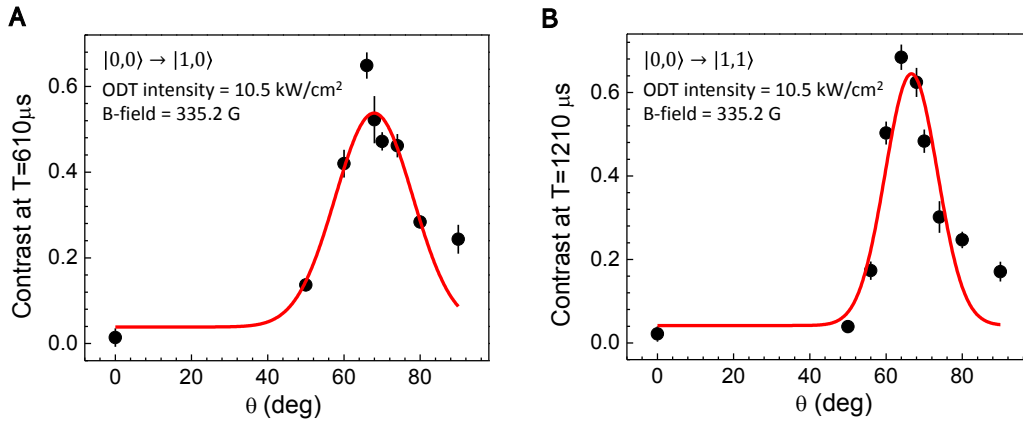 A
|0,0⟩ → |1,0⟩
ODT intensity = 10.5 kW/cm²
B-field = 335.2 G
Contrast at T=610μs
0.6
0.4
0.2
0.0
0 20 40 60 80
θ (deg)
B
|0,0⟩ → |1,1⟩
ODT intensity = 10.5 kW/cm²
B-field = 335.2 G
Contrast at T=1210 μs
0.6
0.4
0.2
0.0
0 20 40 60 80
θ (deg)